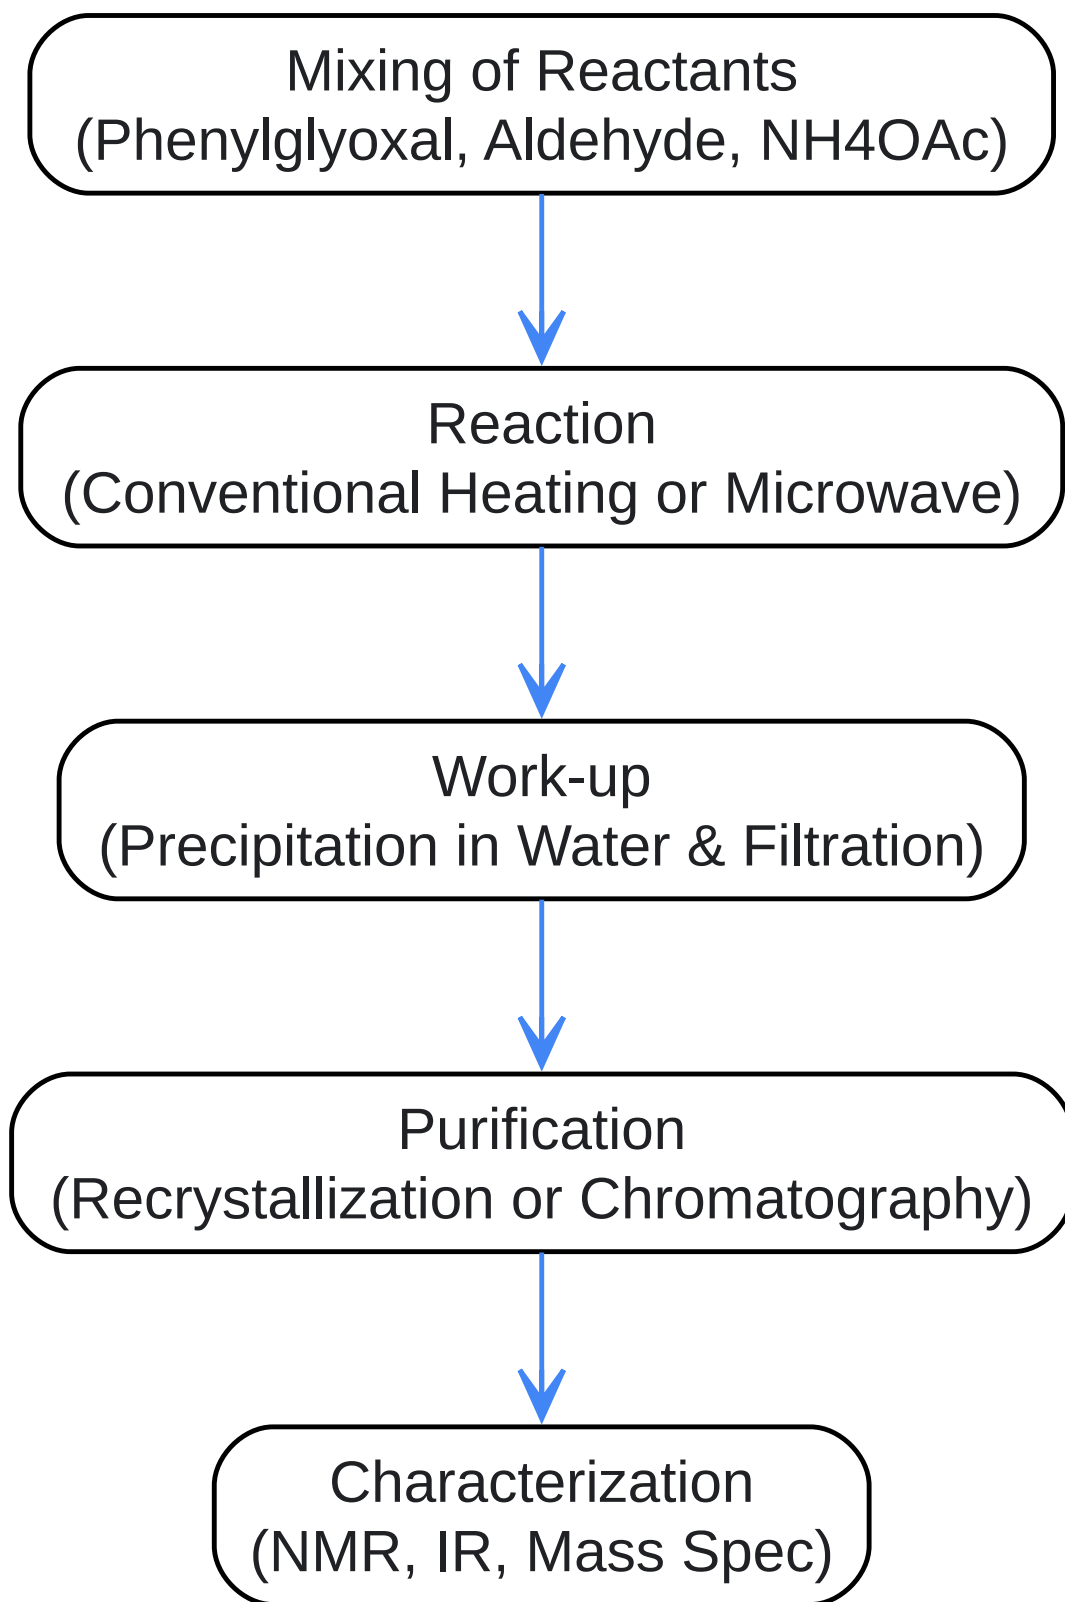 Mixing of Reactants
(Phenylglyoxal, Aldehyde, NH4OAc)
Reaction
(Conventional Heating or Microwave)
Work-up
(Precipitation in Water & Filtration)
Purification
(Recrystallization or Chromatography)
Characterization
(NMR, IR, Mass Spec)